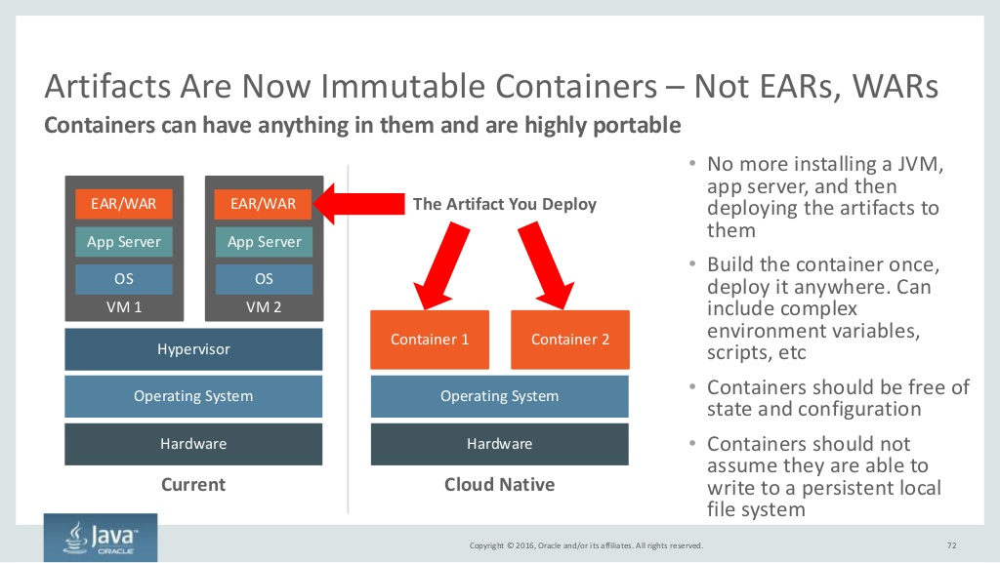 Artifacts Are Now Immutable Containers – Not EARs, WARs
Containers can have anything in them and are highly portable
EAR/WAR
App Server
OS
VM 1
EAR/WAR
App Server
OS
VM 2
Hypervisor
Operating System
Hardware
Current
The Artifact You Deploy
Container 1
Container 2
Operating System
Hardware
Cloud Native
• No more installing a JVM,
app server, and then
deploying the artifacts to
them
• Build the container once,
deploy it anywhere. Can
include complex
environment variables,
scripts, etc
• Containers should be free of
state and configuration
• Containers should not
assume they are able to
write to a persistent local
file system
Java™
ORACLE
Copyright © 2016, Oracle and/or its affiliates. All rights reserved.
72